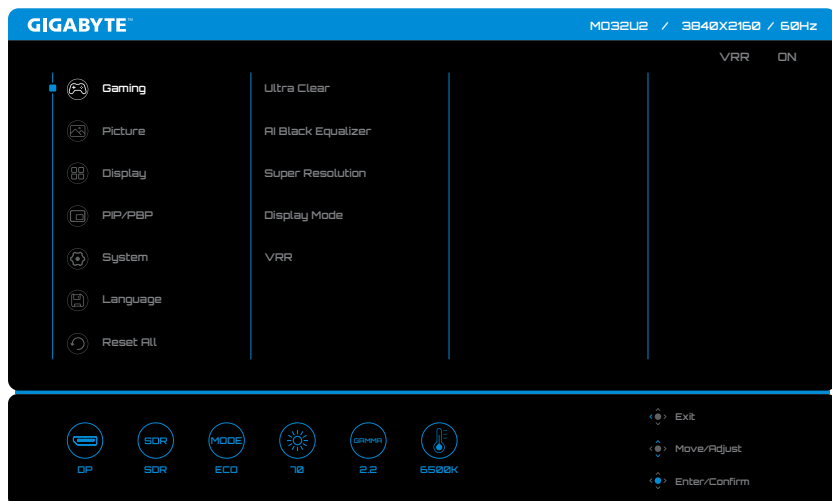 GIGABYTE™
MO32U2 / 3840X2160 / 60Hz
VRR ON
Gaming
Picture
Display
PIP/PBP
System
Language
Reset All
Ultra Clear
AI Black Equalizer
Super Resolution
Display Mode
VRR
SDR
MODE
GAMMA
DP
SDR
ECO
70
2.2
6500K
Exit
Move/Adjust
Enter/Confirm